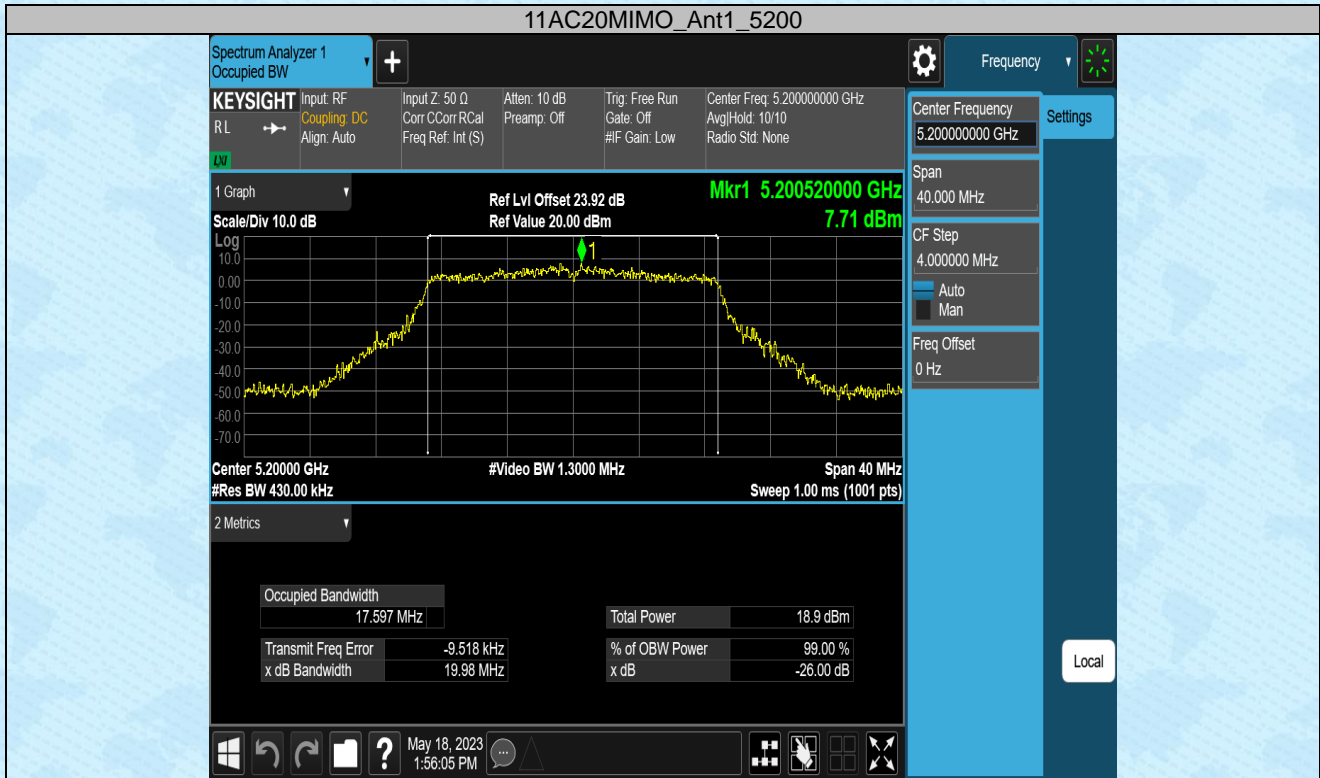 11AC20MIMO_Ant1_5200
Spectrum Analyzer 1
Occupied BW
+
Frequency
KEYSIGHT
R L
LXI
Input: RF
Coupling: DC
Align: Auto
Input Z: 50 Ω
Corr CCorr RCal
Freq Ref: Int (S)
Atten: 10 dB
Preamp: Off
Trig: Free Run
Gate: Off
#IF Gain: Low
Center Freq: 5.200000000 GHz
Avg|Hold: 10/10
Radio Std: None
Center Frequency
5.200000000 GHz
Settings
Span
40.000 MHz
CF Step
4.000000 MHz
Auto
Man
Freq Offset
0 Hz
Local
1 Graph
Scale/Div 10.0 dB
Ref Lvl Offset 23.92 dB
Ref Value 20.00 dBm
Mkr1 5.200520000 GHz
7.71 dBm
Log
10.0
0.00
-10.0
-20.0
-30.0
-40.0
-50.0
-60.0
-70.0
1
Center 5.20000 GHz
#Video BW 1.3000 MHz
Span 40 MHz
#Res BW 430.00 kHz
Sweep 1.00 ms (1001 pts)
2 Metrics
Occupied Bandwidth
17.597 MHz
Total Power 18.9 dBm
Transmit Freq Error -9.518 kHz
% of OBW Power 99.00 %
x dB Bandwidth 19.98 MHz
x dB -26.00 dB
?
May 18, 2023
1:56:05 PM